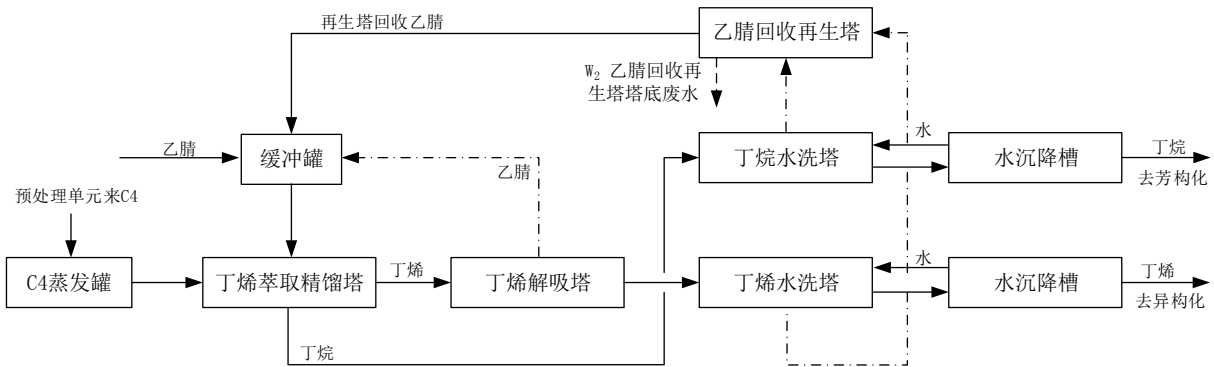 再生塔回收乙腈
乙腈回收再生塔
W₂ 乙腈回收再
生塔塔底废水
乙腈
缓冲罐
乙腈
丁烷水洗塔
水
水沉降槽
丁烷
去芳构化
预处理单元来C4
C4蒸发罐
丁烯萃取精馏塔
丁烯
丁烯解吸塔
丁烯水洗塔
水
水沉降槽
丁烯
去异构化
丁烷